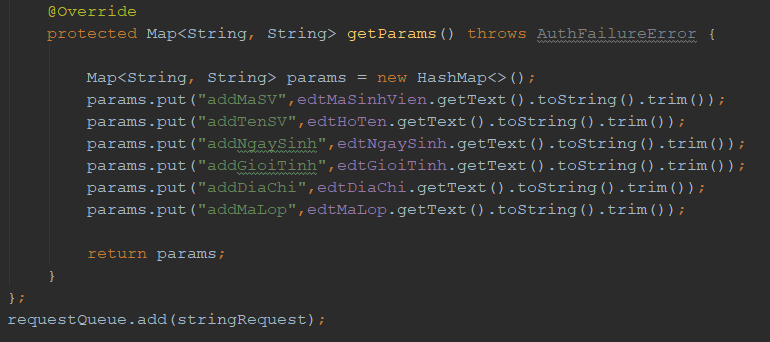 @Override
protected Map<String, String> getParams() throws AuthFailureError {
Map<String, String> params = new HashMap<>();
params.put("addMaSV",edtMaSinhVien.getText().toString().trim());
params.put("addTenSV",edtHoTen.getText().toString().trim());
params.put("addNgaySinh",edtNgaySinh.getText().toString().trim());
params.put("addGioiTinh",edtGioiTinh.getText().toString().trim());
params.put("addDiaChi",edtDiaChi.getText().toString().trim());
params.put("addMaLop",edtMaLop.getText().toString().trim());
return params;
}
};
requestQueue.add(stringRequest);